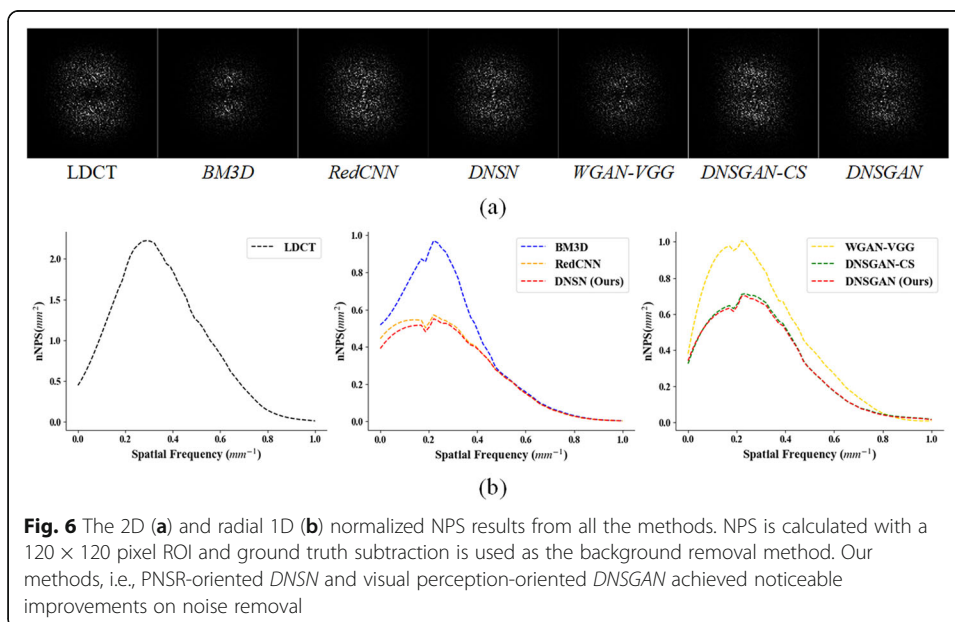 LDCT BM3D RedCNN DNSN WGAN-VGG DNSGAN-CS DNSGAN
(a)
LDCT
nNPS(mm²)
2.0
1.5
1.0
0.5
0.0
0.0 0.2 0.4 0.6 0.8 1.0
Spatial Frequency (mm⁻¹)
BM3D
RedCNN
DNSN (Ours)
nNPS(mm²)
1.0
0.8
0.6
0.4
0.2
0.0
0.0 0.2 0.4 0.6 0.8 1.0
Spatial Frequency (mm⁻¹)
WGAN-VGG
DNSGAN-CS
DNSGAN (Ours)
nNPS(mm²)
1.0
0.8
0.6
0.4
0.2
0.0
0.0 0.2 0.4 0.6 0.8 1.0
Spatial Frequency (mm⁻¹)
(b)
Fig. 6 The 2D (a) and radial 1D (b) normalized NPS results from all the methods. NPS is calculated with a
120 × 120 pixel ROI and ground truth subtraction is used as the background removal method. Our
methods, i.e., PNSR-oriented DNSN and visual perception-oriented DNSGAN achieved noticeable
improvements on noise removal